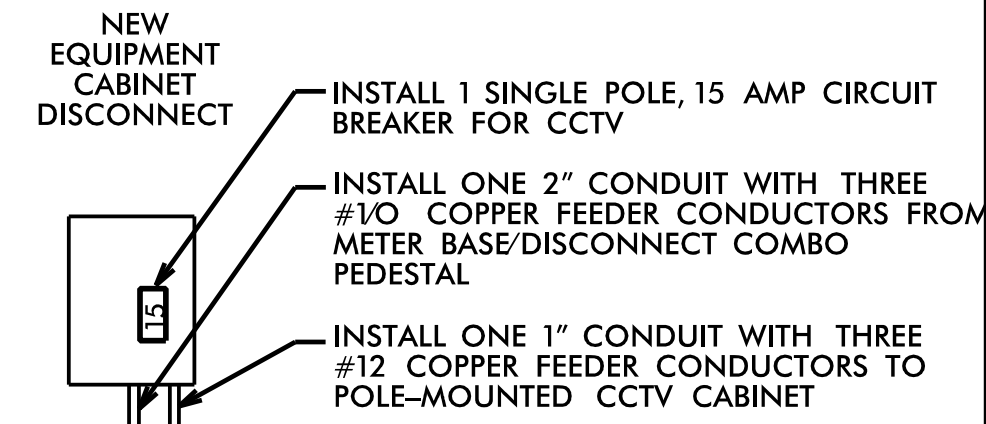 NEW
EQUIPMENT
CABINET
DISCONNECT
INSTALL 1 SINGLE POLE, 15 AMP CIRCUIT
BREAKER FOR CCTV
INSTALL ONE 2" CONDUIT WITH THREE
#1/O COPPER FEEDER CONDUCTORS FROM
METER BASE/DISCONNECT COMBO
PEDESTAL
15
INSTALL ONE 1" CONDUIT WITH THREE
#12 COPPER FEEDER CONDUCTORS TO
POLE–MOUNTED CCTV CABINET